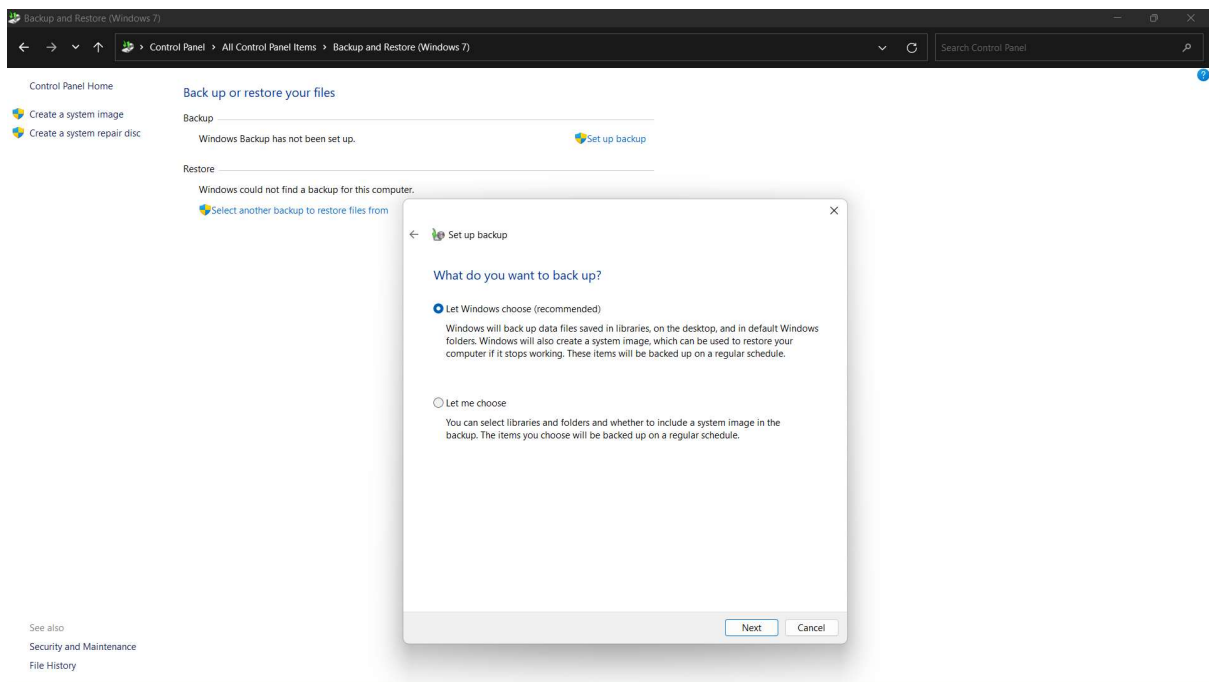 Backup and Restore (Windows 7)
Control Panel > All Control Panel Items > Backup and Restore (Windows 7)
Search Control Panel
Control Panel Home
Create a system image
Create a system repair disc
Back up or restore your files
Backup
Windows Backup has not been set up.
Set up backup
Restore
Windows could not find a backup for this computer.
Select another backup to restore files from
Set up backup
What do you want to back up?
Let Windows choose (recommended)
Windows will back up data files saved in libraries, on the desktop, and in default Windows
folders. Windows will also create a system image, which can be used to restore your
computer if it stops working. These items will be backed up on a regular schedule.
Let me choose
You can select libraries and folders and whether to include a system image in the
backup. The items you choose will be backed up on a regular schedule.
Next Cancel
See also
Security and Maintenance
File History